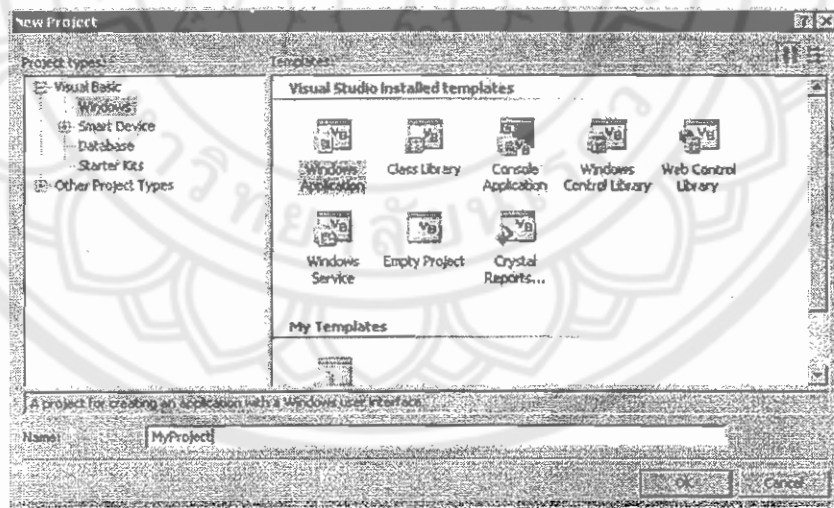 New Project
Project types:
Templates:
Visual Basic
Windows
Smart Device
Database
Starter Kits
Other Project Types
Visual Studio installed templates
Windows Application
Class Library
Console Application
Windows Control Library
Web Control Library
Windows Service
Empty Project
Crystal Reports...
My Templates
A project for creating an application with a Windows user interface
Name:
MyProject
OK
Cancel